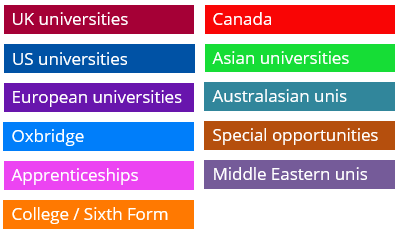 UK universities
US universities
European universities
Oxbridge
Apprenticeships
College / Sixth Form
Canada
Asian universities
Australasian unis
Special opportunities
Middle Eastern unis